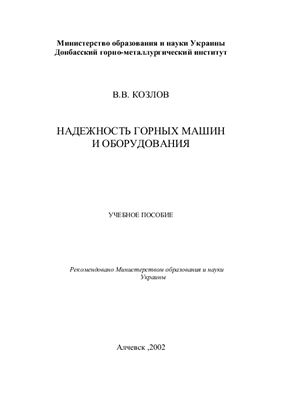 Министерство образования и науки Украины
Донбасский горно-металлургический институт
В.В. КОЗЛОВ
НАДЕЖНОСТЬ ГОРНЫХ МАШИН
И ОБОРУДОВАНИЯ
УЧЕБНОЕ ПОСОБИЕ
Рекомендовано Министерством образования и науки
Украины
Алчевск ,2002